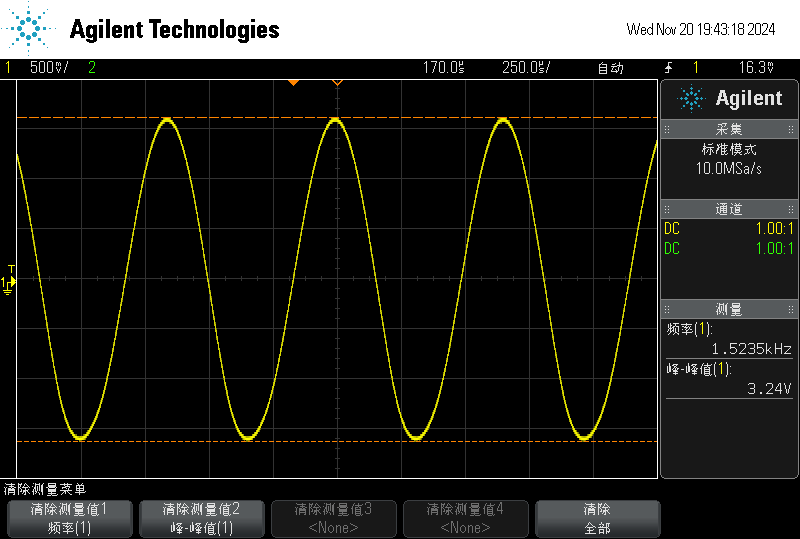 Agilent Technologies
Wed Nov 20 19:43:18 2024
1 500mV/ 2 170.0us 250.0us/ 自动 1 16.3mV
Agilent
采集
标准模式
10.0MSa/s
通道
DC 1.00:1
DC 1.00:1
T
1
测量
频率(1):
1.5235kHz
峰-峰值(1):
3.24V
清除测量菜单
清除测量值1 清除测量值2 清除测量值3 清除测量值4 清除
频率(1) 峰-峰值(1) <None> <None> 全部